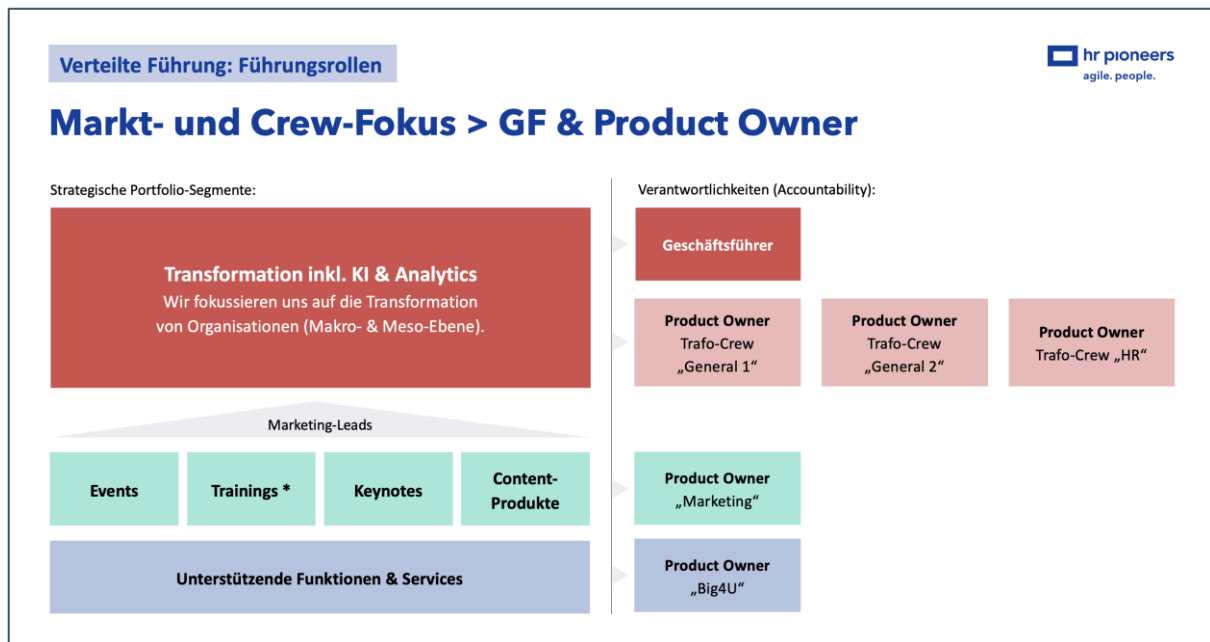 Verteilte Führung: Führungsrollen
hr pioneers
agile. people.
Markt- und Crew-Fokus > GF & Product Owner
Strategische Portfolio-Segmente:
Transformation inkl. KI & Analytics
Wir fokussieren uns auf die Transformation
von Organisationen (Makro- & Meso-Ebene).
Marketing-Leads
Events
Trainings *
Keynotes
Content-
Produkte
Unterstützende Funktionen & Services
Verantwortlichkeiten (Accountability):
Geschäftsführer
Product Owner
Trafo-Crew
„General 1“
Product Owner
Trafo-Crew
„General 2“
Product Owner
Trafo-Crew „HR“
Product Owner
„Marketing“
Product Owner
„Big4U“